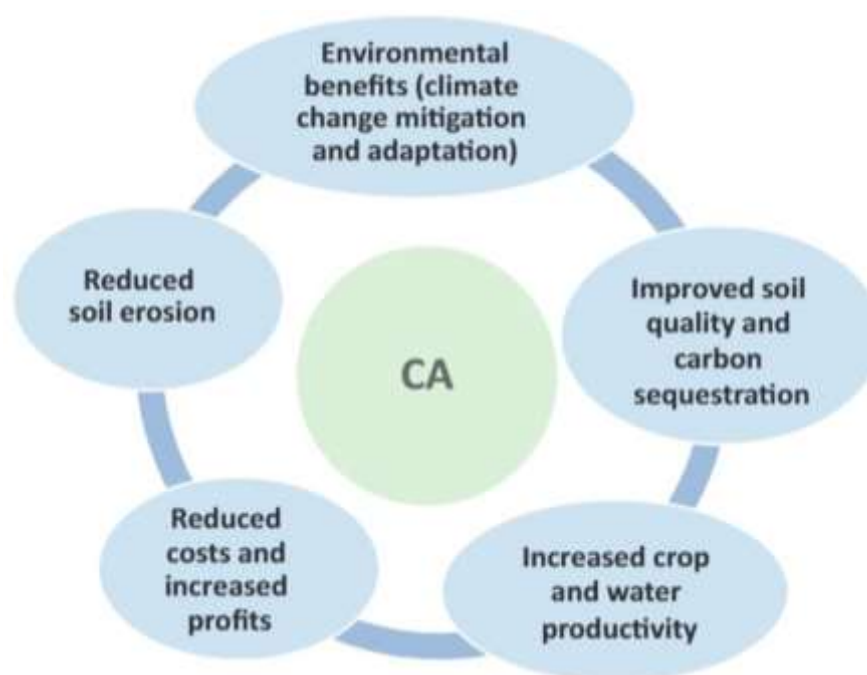 Environmental
benefits (climate
change mitigation
and adaptation)
Improved soil
quality and
carbon
sequestration
Increased crop
and water
productivity
Reduced
costs and
increased
profits
Reduced
soil erosion
CA